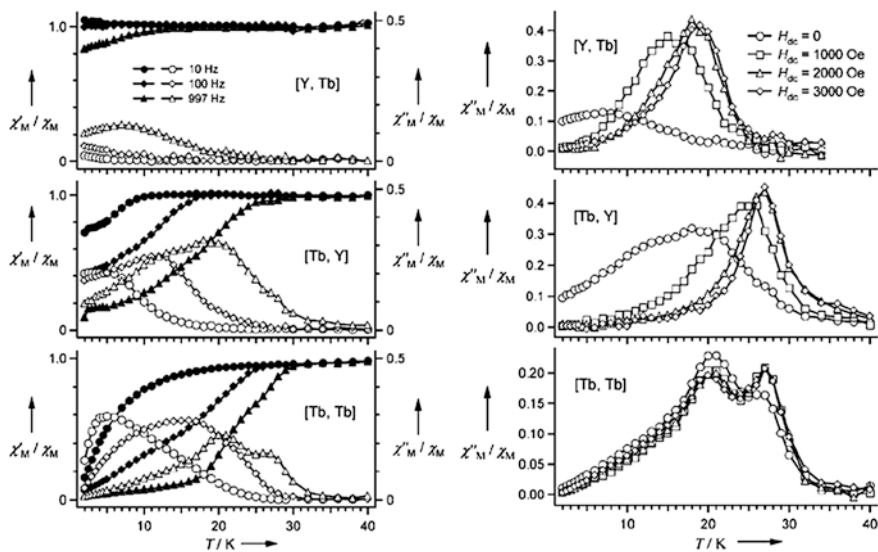 1.0
0
χ'M / χM
0.5
0
χ''M / χM
[Y, Tb]
10 Hz
100 Hz
997 Hz
1.0
0
χ'M / χM
0.5
0
χ''M / χM
[Tb, Y]
1.0
0
χ'M / χM
0.5
0
χ''M / χM
[Tb, Tb]
10 20 30 40
T / K
0.4
0.3
0.2
0.1
0.0
χ''M / χM
[Y, Tb]
Hdc = 0
Hdc = 1000 Oe
Hdc = 2000 Oe
Hdc = 3000 Oe
0.4
0.3
0.2
0.1
0.0
χ''M / χM
[Tb, Y]
0.20
0.15
0.10
0.05
0.00
χ''M / χM
[Tb, Tb]
10 20 30 40
T / K